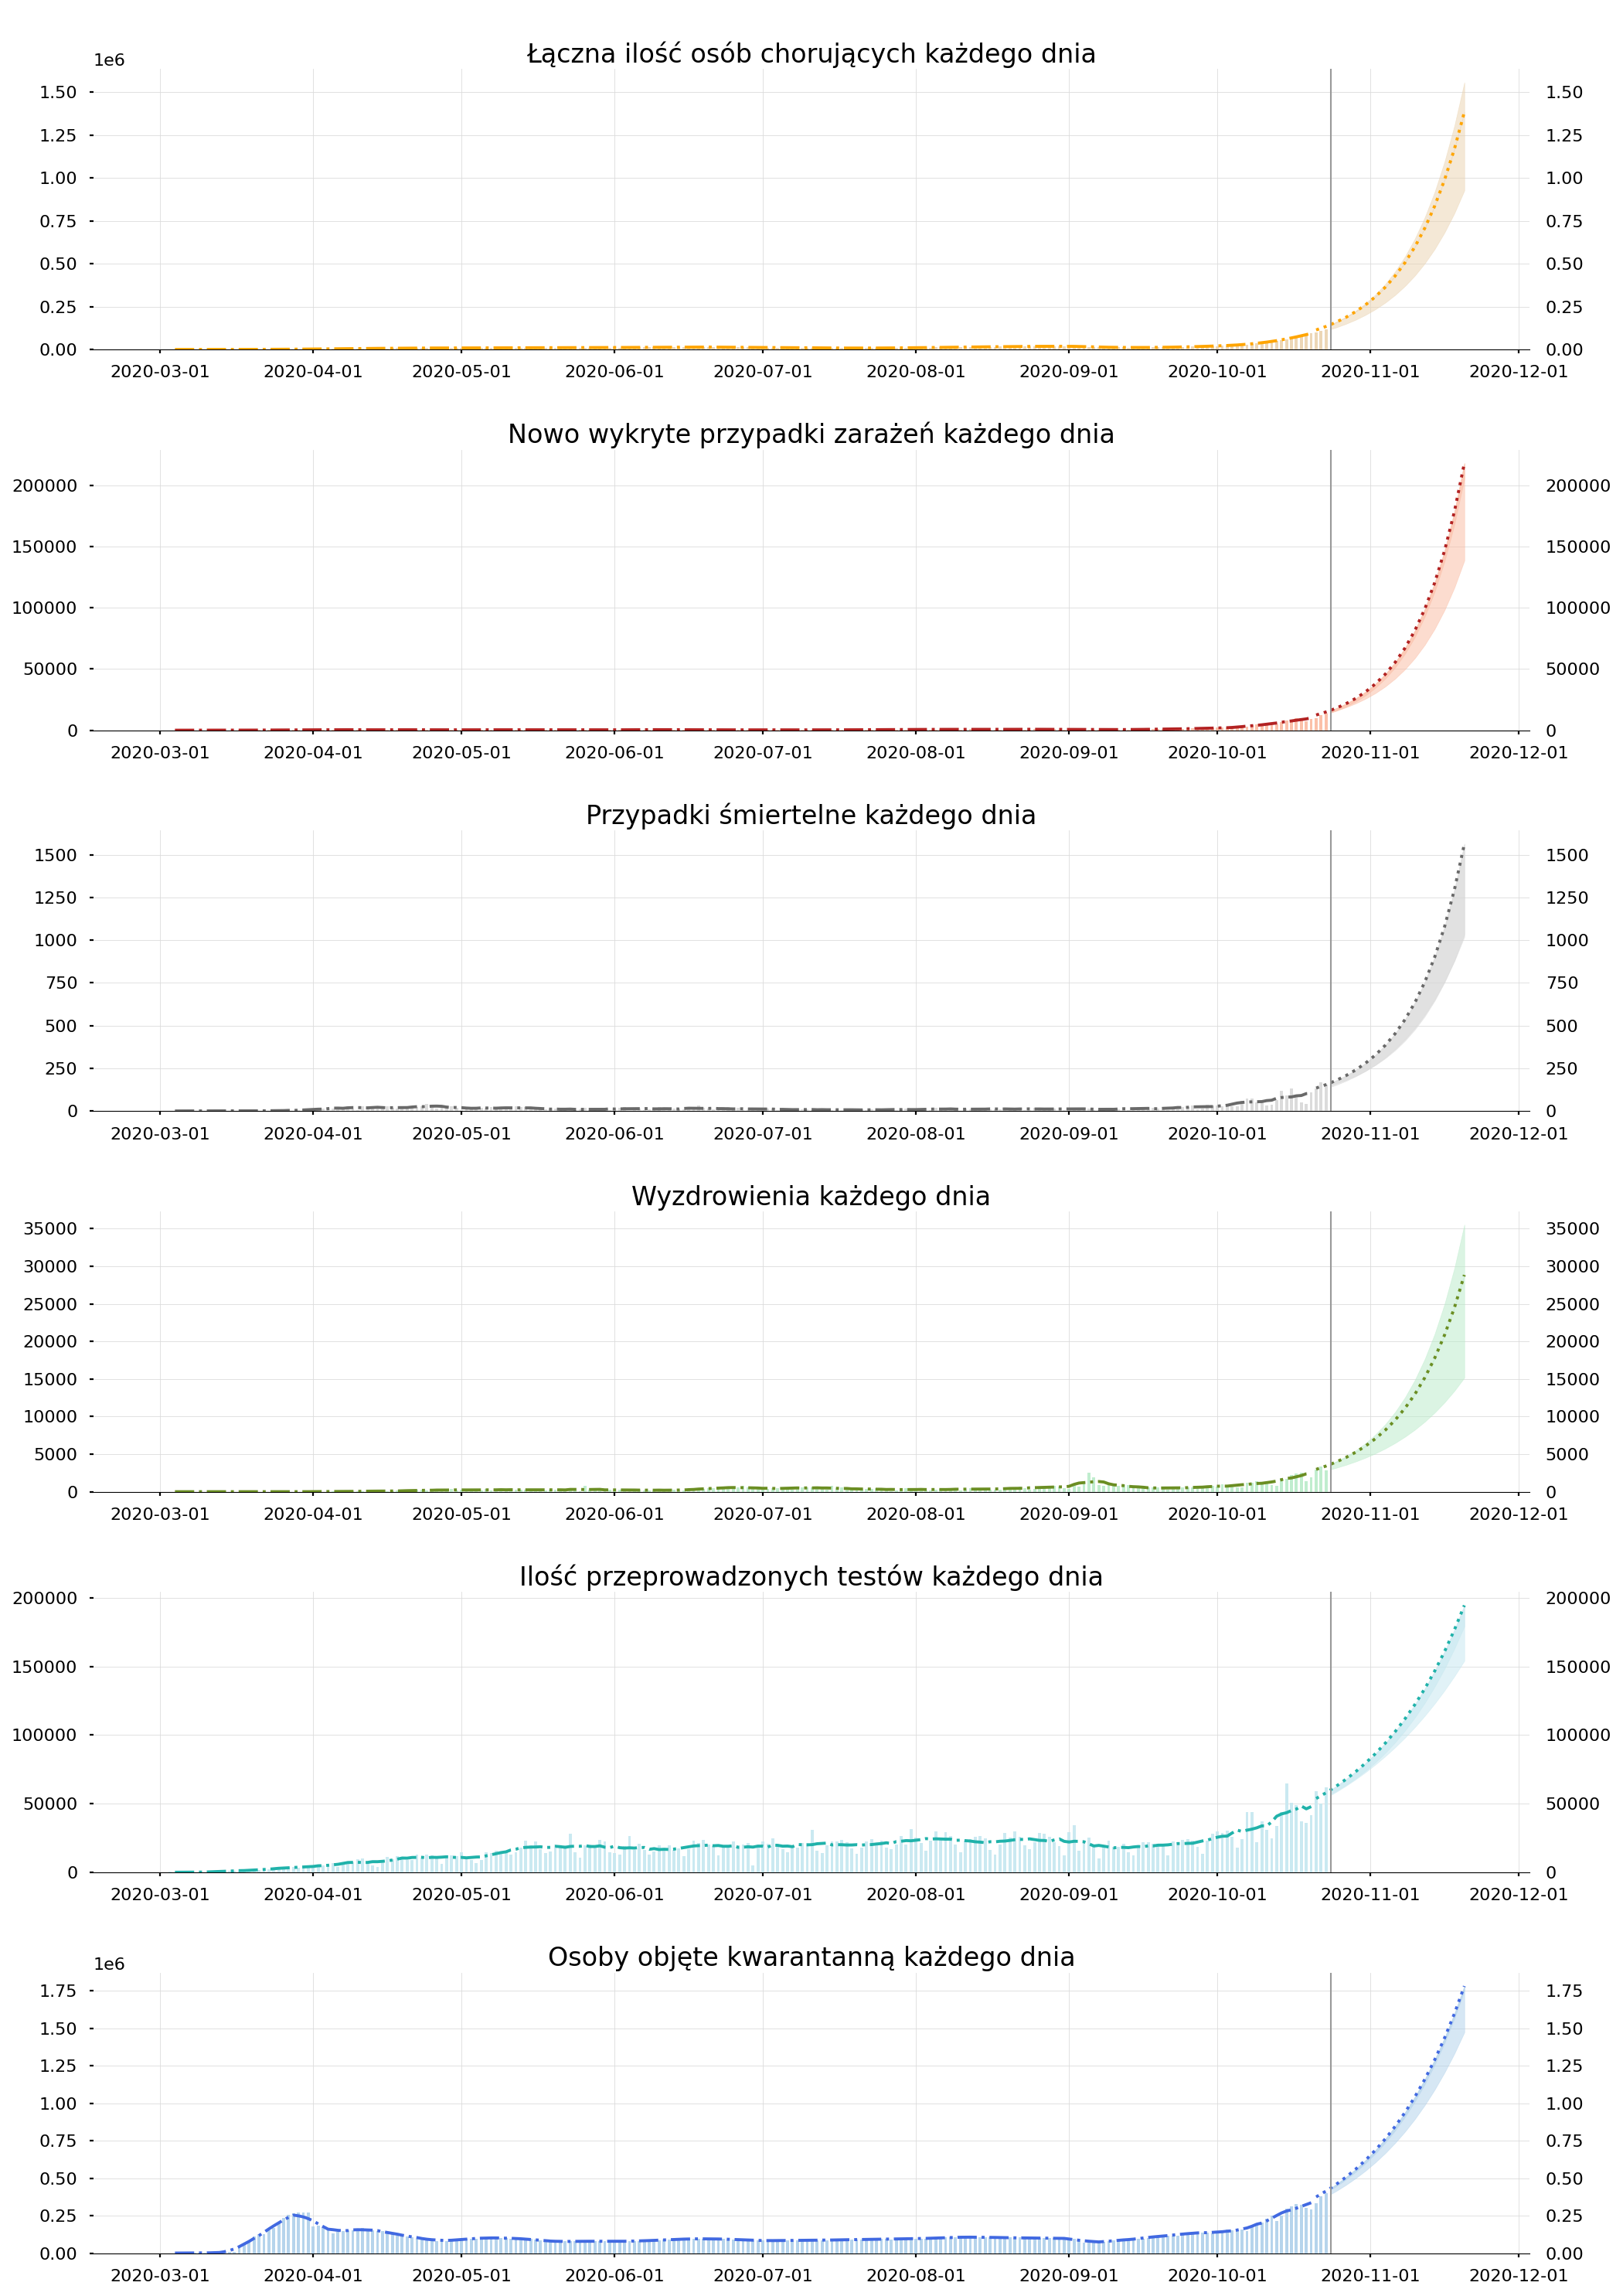 Łączna ilość osób chorujących każdego dnia
1e6
1.50 1.50
1.25 1.25
1.00 1.00
0.75 0.75
0.50 0.50
0.25 0.25
0.00 0.00
2020-03-01 2020-04-01 2020-05-01 2020-06-01 2020-07-01 2020-08-01 2020-09-01 2020-10-01 2020-11-01 2020-12-01
Nowo wykryte przypadki zarażeń każdego dnia
200000 200000
150000 150000
100000 100000
50000 50000
0 0
2020-03-01 2020-04-01 2020-05-01 2020-06-01 2020-07-01 2020-08-01 2020-09-01 2020-10-01 2020-11-01 2020-12-01
Przypadki śmiertelne każdego dnia
1500 1500
1250 1250
1000 1000
750 750
500 500
250 250
0 0
2020-03-01 2020-04-01 2020-05-01 2020-06-01 2020-07-01 2020-08-01 2020-09-01 2020-10-01 2020-11-01 2020-12-01
Wyzdrowienia każdego dnia
35000 35000
30000 30000
25000 25000
20000 20000
15000 15000
10000 10000
5000 5000
0 0
2020-03-01 2020-04-01 2020-05-01 2020-06-01 2020-07-01 2020-08-01 2020-09-01 2020-10-01 2020-11-01 2020-12-01
Ilość przeprowadzonych testów każdego dnia
200000 200000
150000 150000
100000 100000
50000 50000
0 0
2020-03-01 2020-04-01 2020-05-01 2020-06-01 2020-07-01 2020-08-01 2020-09-01 2020-10-01 2020-11-01 2020-12-01
Osoby objęte kwarantanną każdego dnia
1e6
1.75 1.75
1.50 1.50
1.25 1.25
1.00 1.00
0.75 0.75
0.50 0.50
0.25 0.25
0.00 0.00
2020-03-01 2020-04-01 2020-05-01 2020-06-01 2020-07-01 2020-08-01 2020-09-01 2020-10-01 2020-11-01 2020-12-01